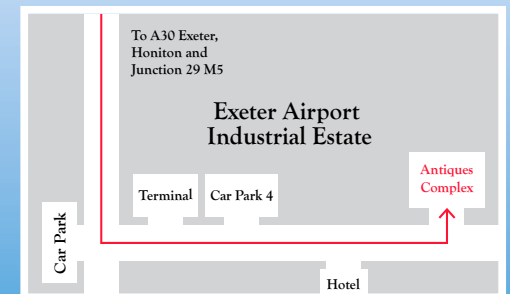 To A30 Exeter,
Honiton and
Junction 29 M5
Exeter Airport
Industrial Estate
Antiques
Complex
Terminal
Car Park 4
Car Park
Hotel